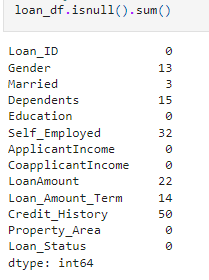 loan_df.isnull().sum()
Loan_ID 0
Gender 13
Married 3
Dependents 15
Education 0
Self_Employed 32
ApplicantIncome 0
CoapplicantIncome 0
LoanAmount 22
Loan_Amount_Term 14
Credit_History 50
Property_Area 0
Loan_Status 0
dtype: int64